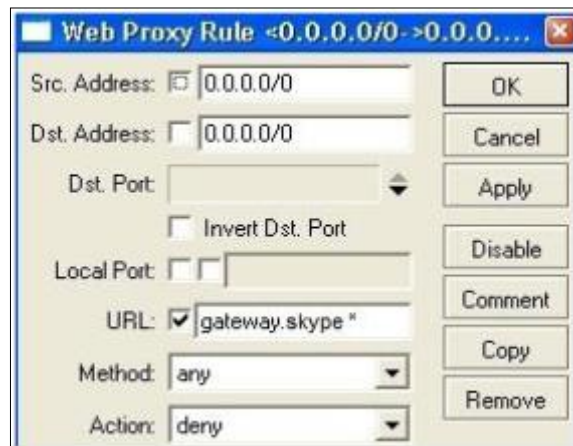 Web Proxy Rule <0.0.0.0/0->0.0.0....
Src. Address: 0.0.0.0/0
OK
Dst. Address: 0.0.0.0/0
Cancel
Dst. Port:
Apply
Invert Dst. Port
Disable
Local Port:
Comment
URL: gateway.skype *
Copy
Method: any
Remove
Action: deny